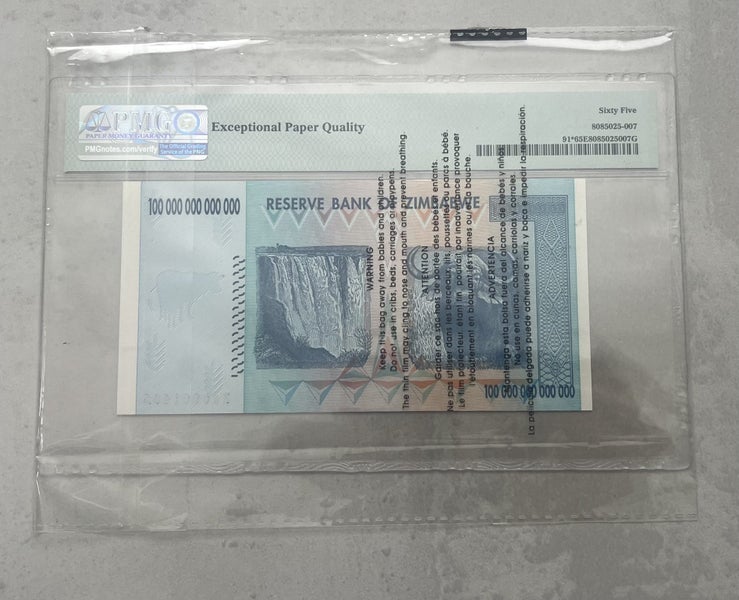 PMG
PAPER MONEY GUARANTY
PMGnotes.com/verify
The Official Grading
Service of the PNG
Exceptional Paper Quality
Sixty Five
8085025-007
91*65E8085025007G
100 000 000 000 000
RESERVE BANK OF ZIMBABWE
100 000 000 000 000
WARNING
Keep this bag away from babies and children.
Do not use in cribs, beds, carriages or playpens.
The thin film may cling to nose and mouth and prevent breathing.
ATTENTION
Garder ce sac hors de portée des bébés et enfants.
Ne pas utiliser dans les berceaux, lits, poussettes ou parcs à bébé.
Le film protecteur, étant fin, pourrait par inadvertance provoquer
l'étouffement en bloquant les narines ou et la bouche.
ADVERTENCIA
Mantenga esta bolsa fuera del alcance de bebés y niños.
No use en cunas, camas, carriolas y corrales.
La película delgada puede adherirse a nariz y boca e impedir la respiración.